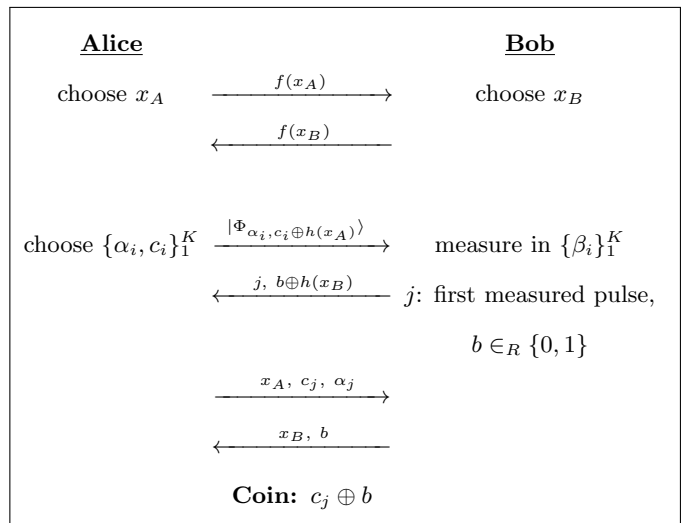 Alice Bob
choose x_A f(x_A) choose x_B
f(x_B)
choose {α_i, c_i}_1^K |Φ_{α_i,c_i⊕h(x_A)}⟩ measure in {β_i}_1^K
j, b⊕h(x_B) j: first measured pulse,
b ∈_R {0, 1}
x_A, c_j, α_j
x_B, b
Coin: c_j ⊕ b